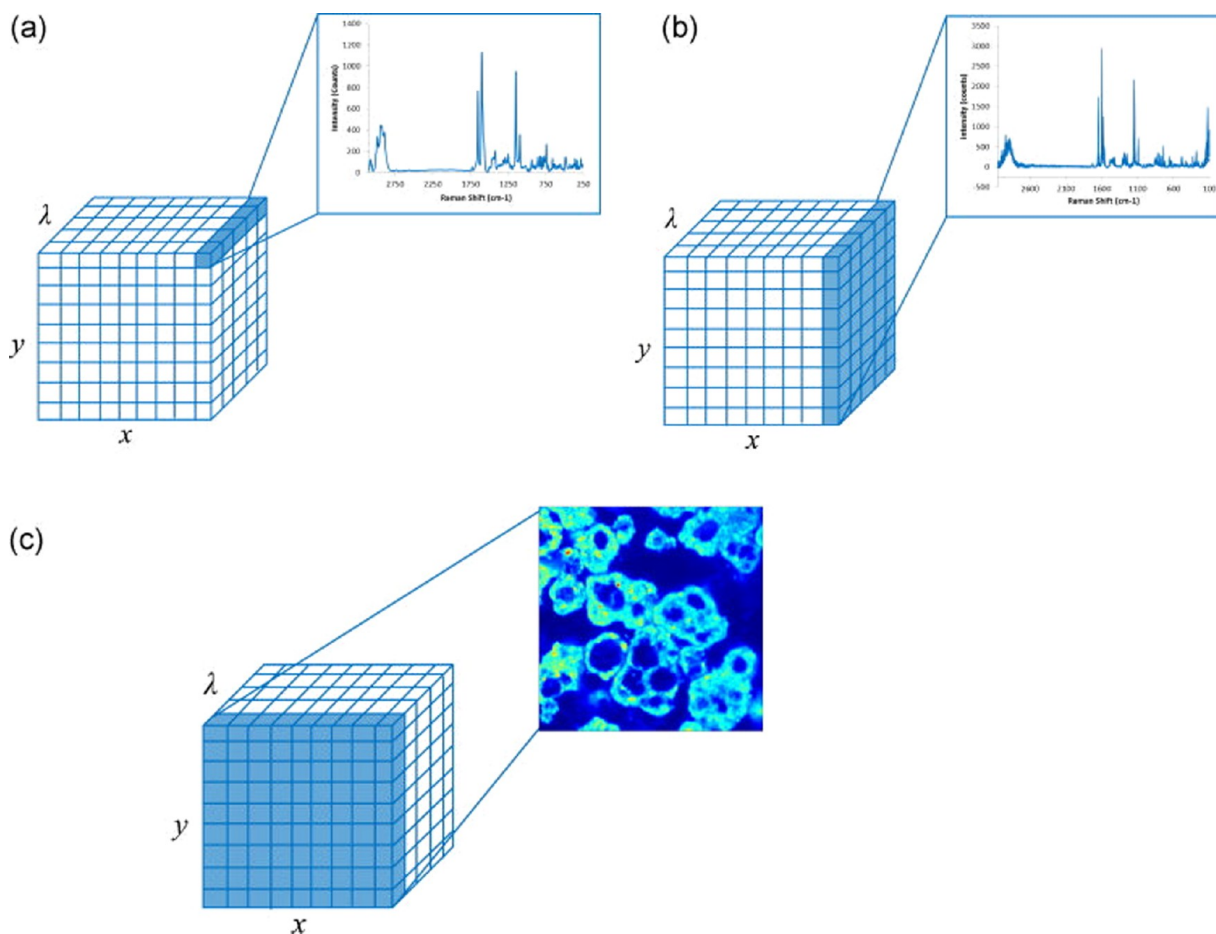 (a)
Intensity (Counts)
1400
1200
1000
800
600
400
200
0
2750 2250 1750 1250 750 250
Raman Shift (cm-1)
λ
y
x
(b)
Intensity (counts)
3500
3000
2500
2000
1500
1000
500
0
-500
2600 2100 1600 1100 600 100
Raman Shift (cm-1)
λ
y
x
(c)
λ
y
x